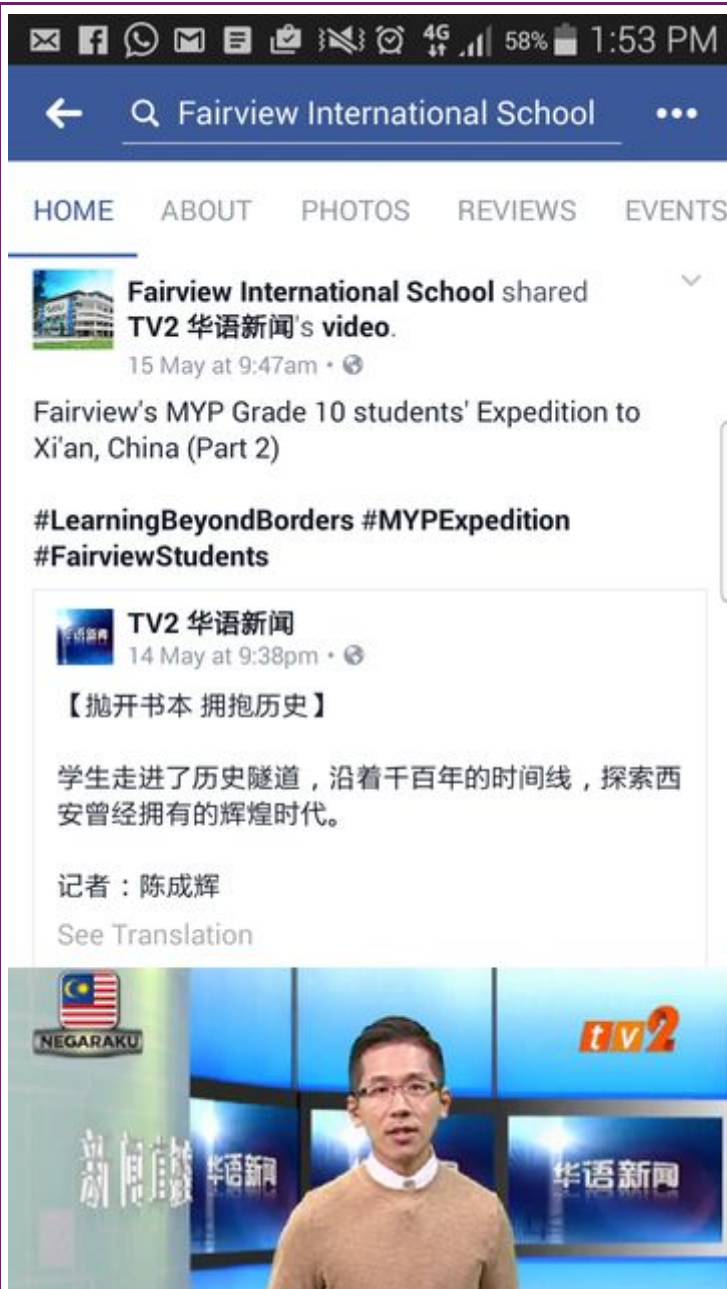 4G 58% 1:53 PM
Fairview International School
HOME ABOUT PHOTOS REVIEWS EVENTS
Fairview International School shared
TV2 华语新闻's video.
15 May at 9:47am •
Fairview's MYP Grade 10 students' Expedition to
Xi'an, China (Part 2)
#LearningBeyondBorders #MYPExpedition
#FairviewStudents
TV2 华语新闻
14 May at 9:38pm •
【抛开书本 拥抱历史】
学生走进了历史隧道，沿着千百年的时间线，探索西
安曾经拥有的辉煌时代。
记者：陈成辉
See Translation
NEGARAKU
tv2
华语新闻
华语新闻